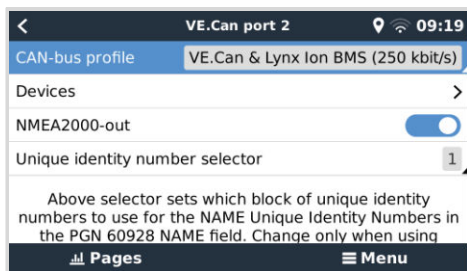 VE.Can port 2 09:19
CAN-bus profile VE.Can & Lynx Ion BMS (250 kbit/s)
Devices
NMEA2000-out
Unique identity number selector 1
Above selector sets which block of unique identity
numbers to use for the NAME Unique Identity Numbers in
the PGN 60928 NAME field. Change only when using
Pages Menu